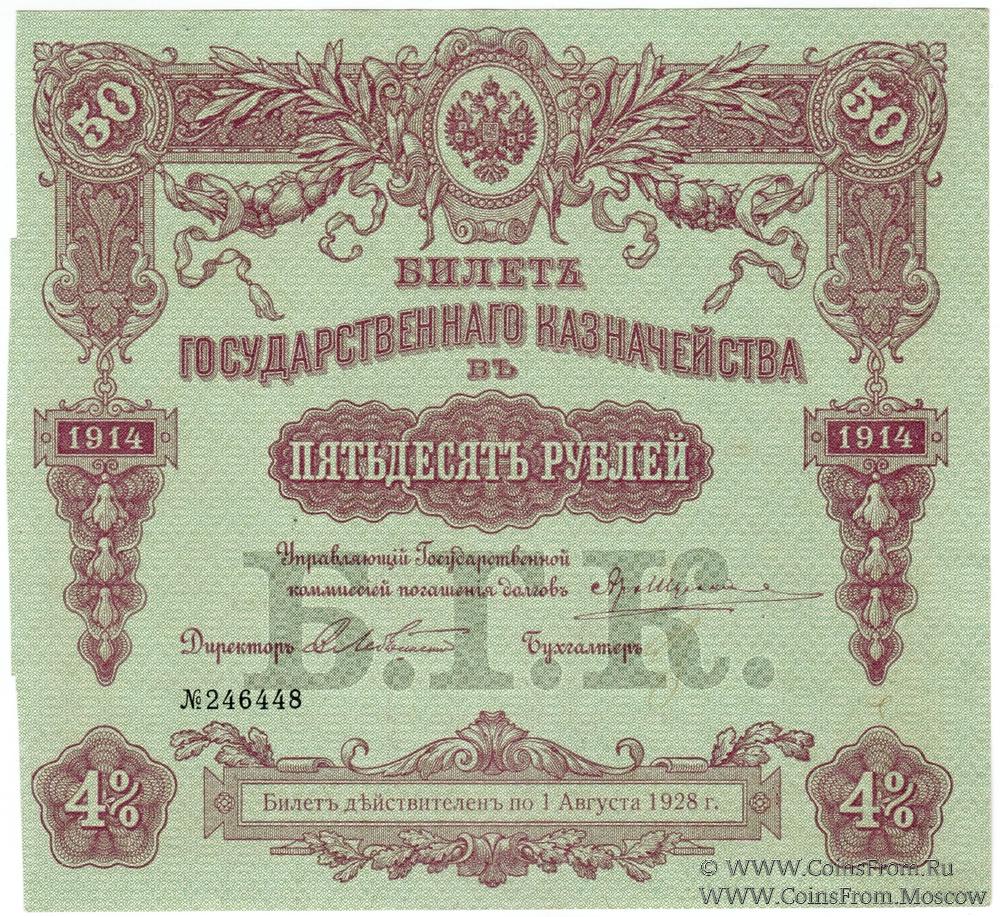 50 50
БИЛЕТЪ
ГОСУДАРСТВЕННАГО КАЗНАЧЕЙСТВА
ВЪ
1914 1914
ПЯТЬДЕСЯТЪ РУБЛЕЙ
Б.Г.К.
Управляющій Государственной
коммиссіей погашенія долговъ
Директоръ Бухгалтеръ
№246448
4% 4%
Билетъ дѣйствителенъ по 1 Августа 1928 г.
© WWW.CoinsFrom.Ru
WWW.CoinsFrom.Moscow